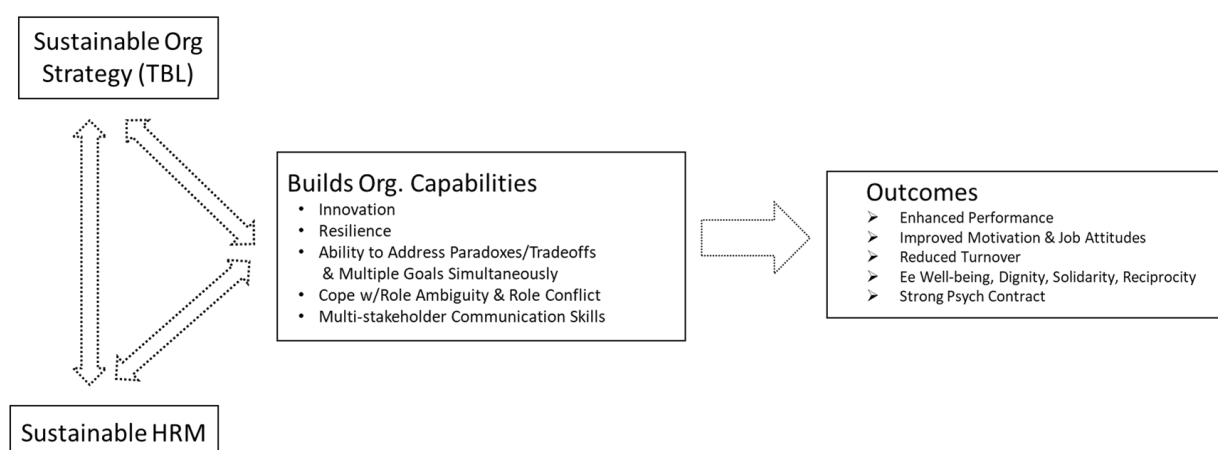 Sustainable Org
Strategy (TBL)
Builds Org. Capabilities
• Innovation
• Resilience
• Ability to Address Paradoxes/Tradeoffs
& Multiple Goals Simultaneously
• Cope w/Role Ambiguity & Role Conflict
• Multi-stakeholder Communication Skills
Outcomes
➢ Enhanced Performance
➢ Improved Motivation & Job Attitudes
➢ Reduced Turnover
➢ Ee Well-being, Dignity, Solidarity, Reciprocity
➢ Strong Psych Contract
Sustainable HRM